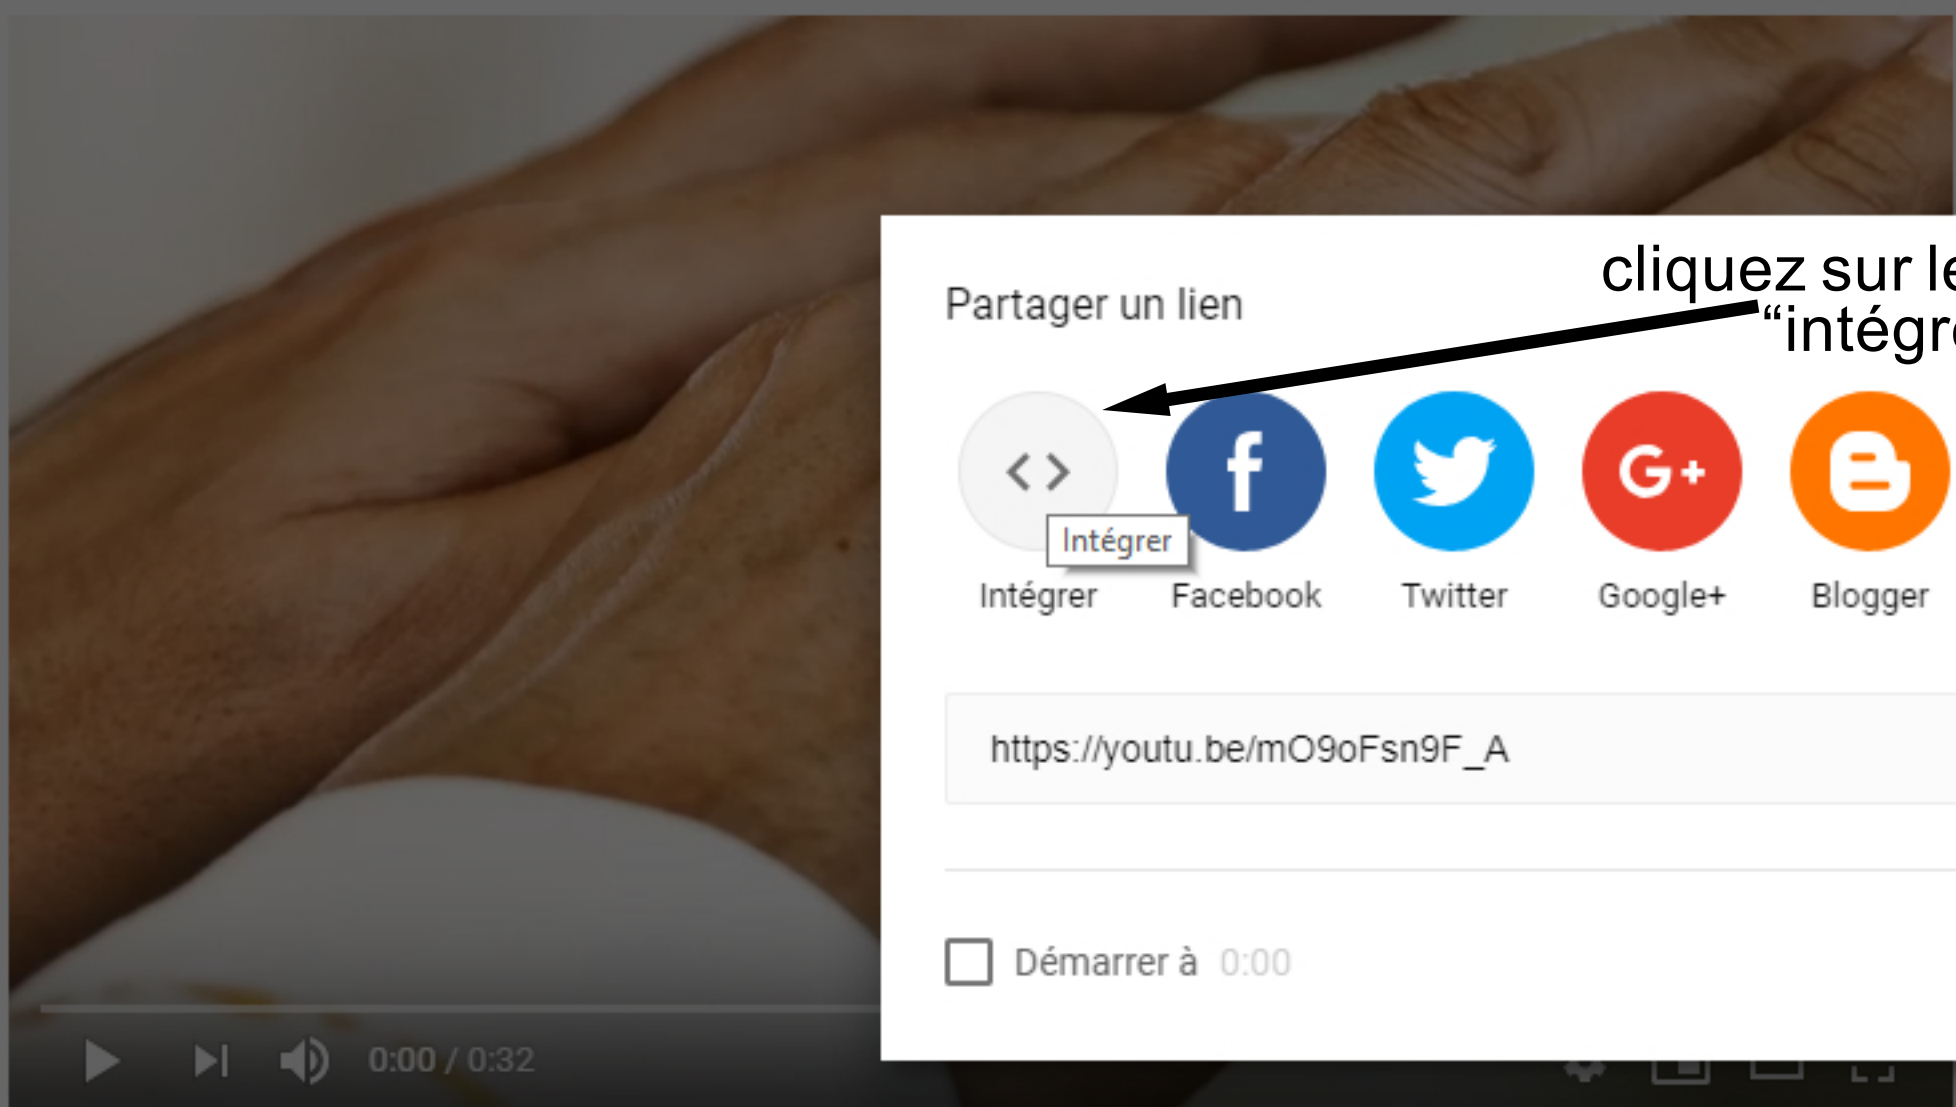 cliquez sur le
Partager un lien
“intégre
Intégrer
Intégrer
Facebook
Twitter
Google+
Blogger
https://youtu.be/mO9oFsn9F_A
Démarrer à 0:00
0:00 / 0:32